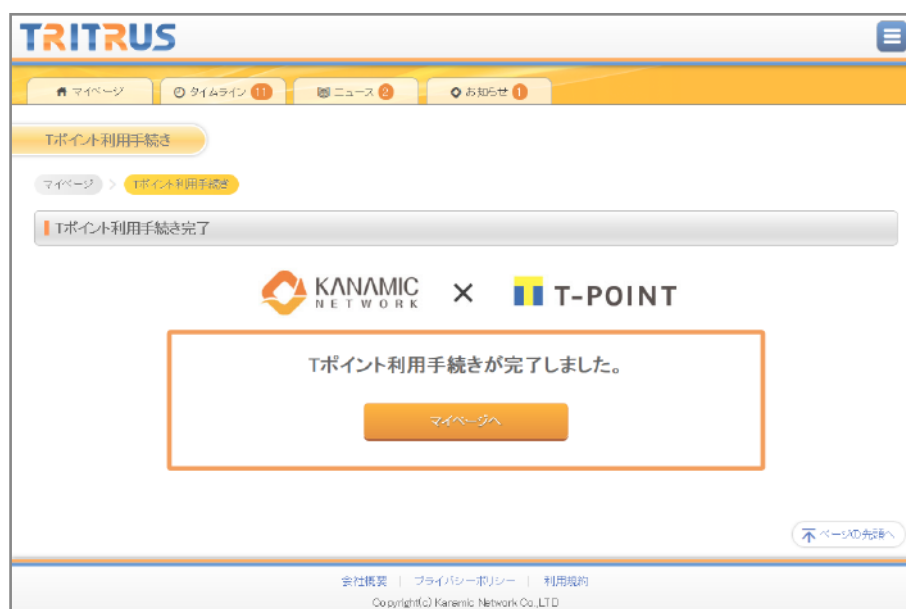 TRITRUS
マイページ
タイムライン 11
ニュース 2
お知らせ 1
Tポイント利用手続き
マイページ > Tポイント利用手続き
Tポイント利用手続き完了
KANAMIC
NETWORK
×
T-POINT
Tポイント利用手続きが完了しました。
マイページへ
ページの先頭へ
会社概要 | プライバシーポリシー | 利用規約
Copyright(c) Kanamic Network Co.,LTD